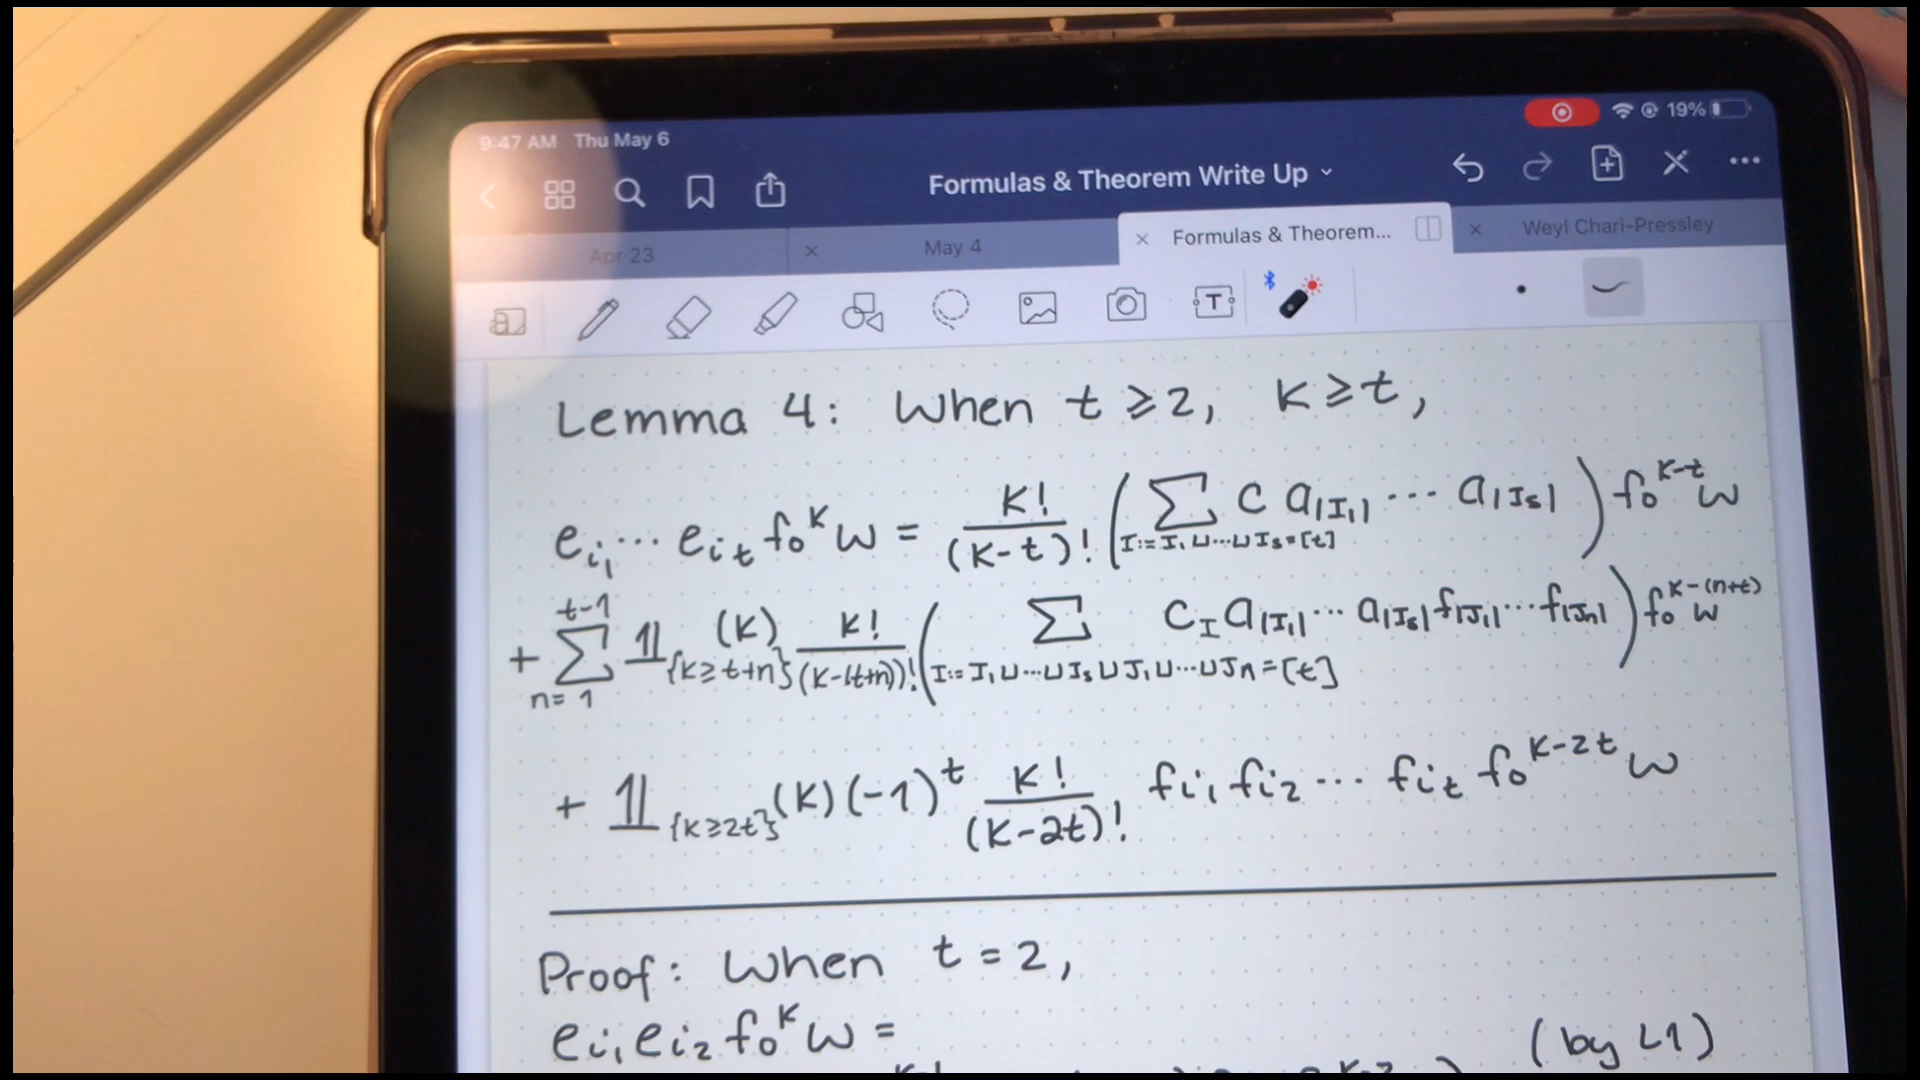 9:47 AM Thu May 6
19%
Formulas & Theorem Write Up
Apr 23
May 4
Formulas & Theorem...
Weyl Chari-Pressley
T
Lemma 4: When t ≥ 2, K ≥ t,
e_{i_1} ⋯ e_{i_t} f_0^K w = K!/(K-t)! ( ∑_{I:=I_1⊔⋯⊔I_s=[t]} c a_{|I_1|} ⋯ a_{|I_s|} ) f_0^{K-t} w
+ ∑_{n=1}^{t-1} 𝟙_{{K≥t+n}}(K) K!/(K-(t+n))! ( ∑_{I:=I_1⊔⋯⊔I_s⊔J_1⊔⋯⊔J_n=[t]} c_I a_{|I_1|} ⋯ a_{|I_s|} f_{|J_1|} ⋯ f_{|J_n|} ) f_0^{K-(n+t)} w
+ 𝟙_{{K≥2t}}(K) (-1)^t K!/(K-2t)! f_{i_1} f_{i_2} ⋯ f_{i_t} f_0^{K-2t} w
Proof: When t = 2,
e_{i_1} e_{i_2} f_0^K w = (by L1)